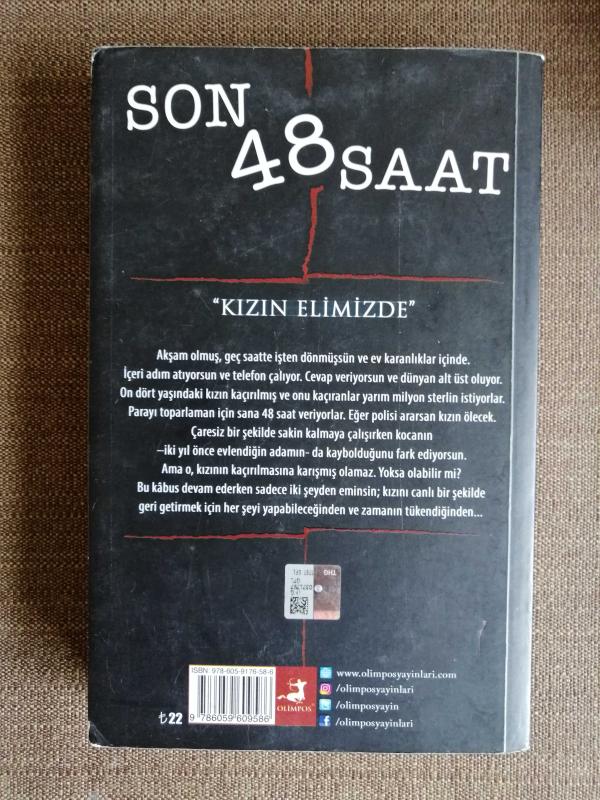 SON
48 SAAT
"KIZIN ELİMİZDE"
Akşam olmuş, geç saatte işten dönmüşsün ve ev karanlıklar içinde.
İçeri adım atıyorsun ve telefon çalıyor. Cevap veriyorsun ve dünyan alt üst oluyor.
On dört yaşındaki kızın kaçırılmış ve onu kaçıranlar yarım milyon sterlin istiyorlar.
Parayı toparlaman için sana 48 saat veriyorlar. Eğer polisi ararsan kızın ölecek.
Çaresiz bir şekilde sakin kalmaya çalışırken kocanın
–iki yıl önce evlendiğin adamın- da kaybolduğunu fark ediyorsun.
Ama o, kızının kaçırılmasına karışmış olamaz. Yoksa olabilir mi?
Bu kâbus devam ederken sadece iki şeyden eminsin; kızını canlı bir şekilde
geri getirmek için her şeyi yapabileceğinden ve zamanın tükendiğinden...
THG
ISBN: 978-605-9176-58-6
9 786059 609586
₺22
OLİMPOS
www.olimposyayinlari.com
/olimposyayinlari
/olimposyayin
/olimposyayinlari